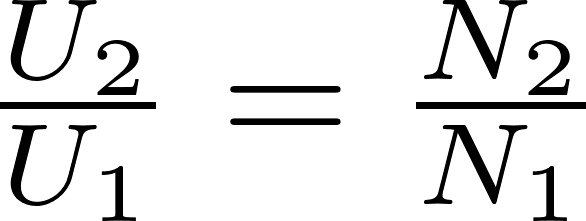 U₂/U₁ = N₂/N₁